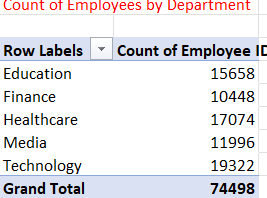 Count of Employees by Department
Row Labels Count of Employee ID
Education 15658
Finance 10448
Healthcare 17074
Media 11996
Technology 19322
Grand Total 74498